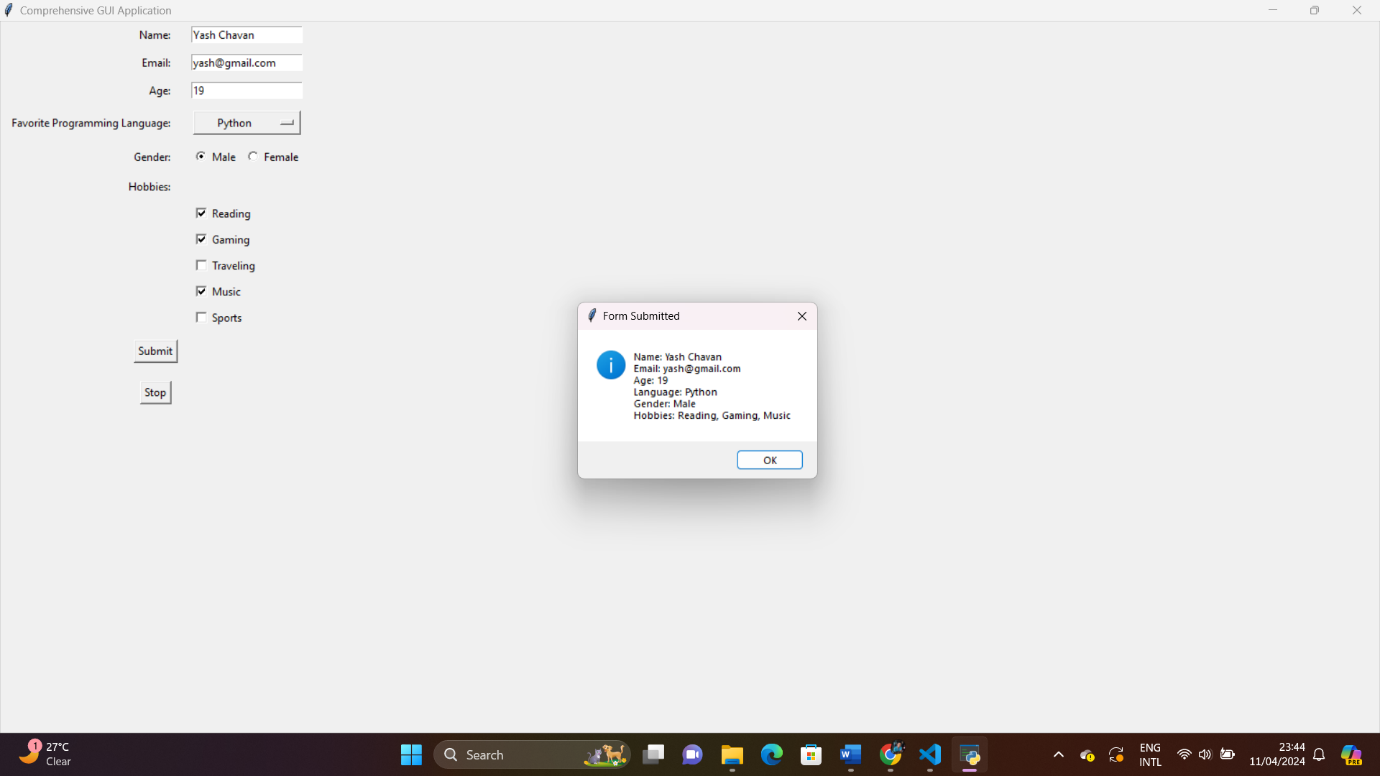 Comprehensive GUI Application
Name: Yash Chavan
Email: yash@gmail.com
Age: 19
Favorite Programming Language: Python
Gender: Male Female
Hobbies:
Reading
Gaming
Traveling
Music
Sports
Submit
Stop
Form Submitted
Name: Yash Chavan
Email: yash@gmail.com
Age: 19
Language: Python
Gender: Male
Hobbies: Reading, Gaming, Music
OK
1
27°C
Clear
Search
ENG
INTL
23:44
11/04/2024
PRE